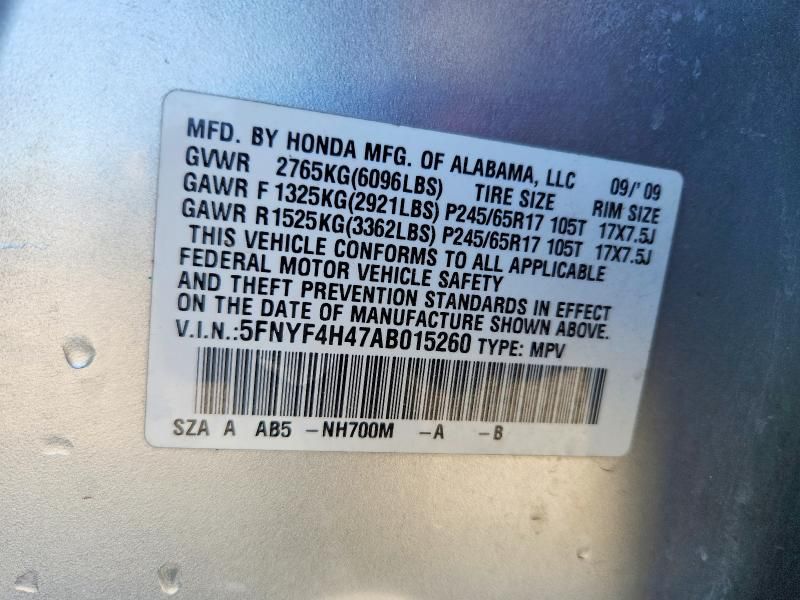 MFD. BY HONDA MFG. OF ALABAMA, LLC 09/'09
GVWR 2765KG(6096LBS) TIRE SIZE RIM SIZE
GAWR F 1325KG(2921LBS) P245/65R17 105T 17X7.5J
GAWR R 1525KG(3362LBS) P245/65R17 105T 17X7.5J
THIS VEHICLE CONFORMS TO ALL APPLICABLE
FEDERAL MOTOR VEHICLE SAFETY
AND THEFT PREVENTION STANDARDS IN EFFECT
ON THE DATE OF MANUFACTURE SHOWN ABOVE.
V.I.N.:5FNYF4H47AB015260 TYPE: MPV
SZA A AB5 -NH700M -A -B